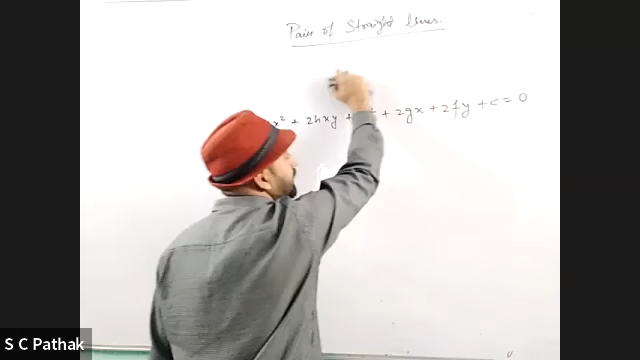 Pair of Straight lines.
x² + 2hxy + + 2gx + 2fy + c = 0
S C Pathak